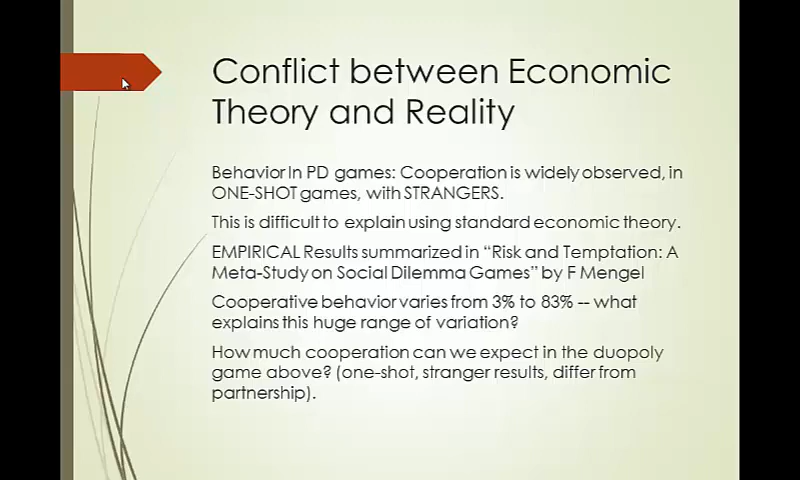 Conflict between Economic
Theory and Reality
Behavior In PD games: Cooperation is widely observed, in
ONE-SHOT games, with STRANGERS.
This is difficult to explain using standard economic theory.
EMPIRICAL Results summarized in “Risk and Temptation: A
Meta-Study on Social Dilemma Games” by F Mengel
Cooperative behavior varies from 3% to 83% -- what
explains this huge range of variation?
How much cooperation can we expect in the duopoly
game above? (one-shot, stranger results, differ from
partnership).